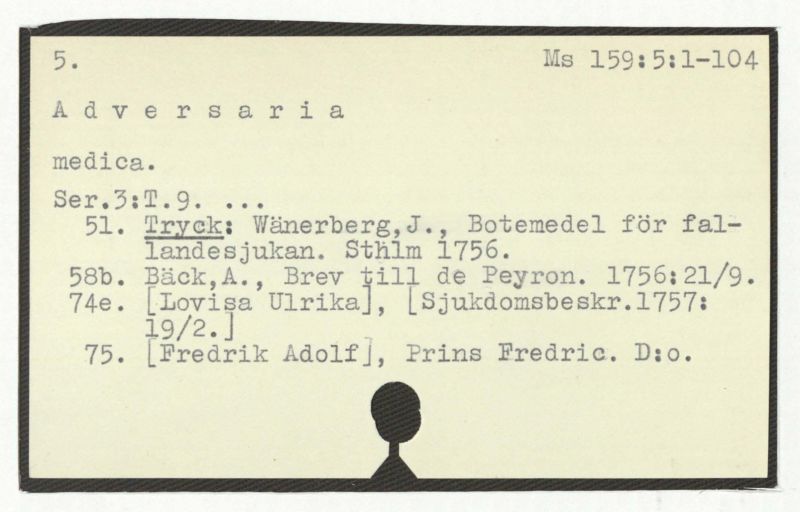 5. Ms 159:5:1-104
A d v e r s a r i a
medica.
Ser.3:T.9. ...
51. Tryck: Wänerberg,J., Botemedel för fal-
landesjukan. Sthlm 1756.
58b. Bäck,A., Brev till de Peyron. 1756:21/9.
74e. [Lovisa Ulrika], [Sjukdomsbeskr.1757:
19/2.]
75. [Fredrik Adolf], Prins Fredric. D:o.